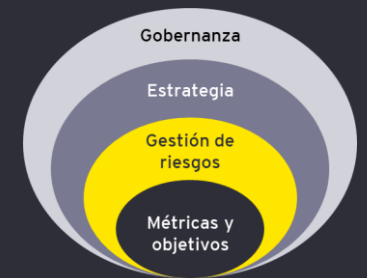 Gobernanza
Estrategia
Gestión de
riesgos
Métricas y
objetivos